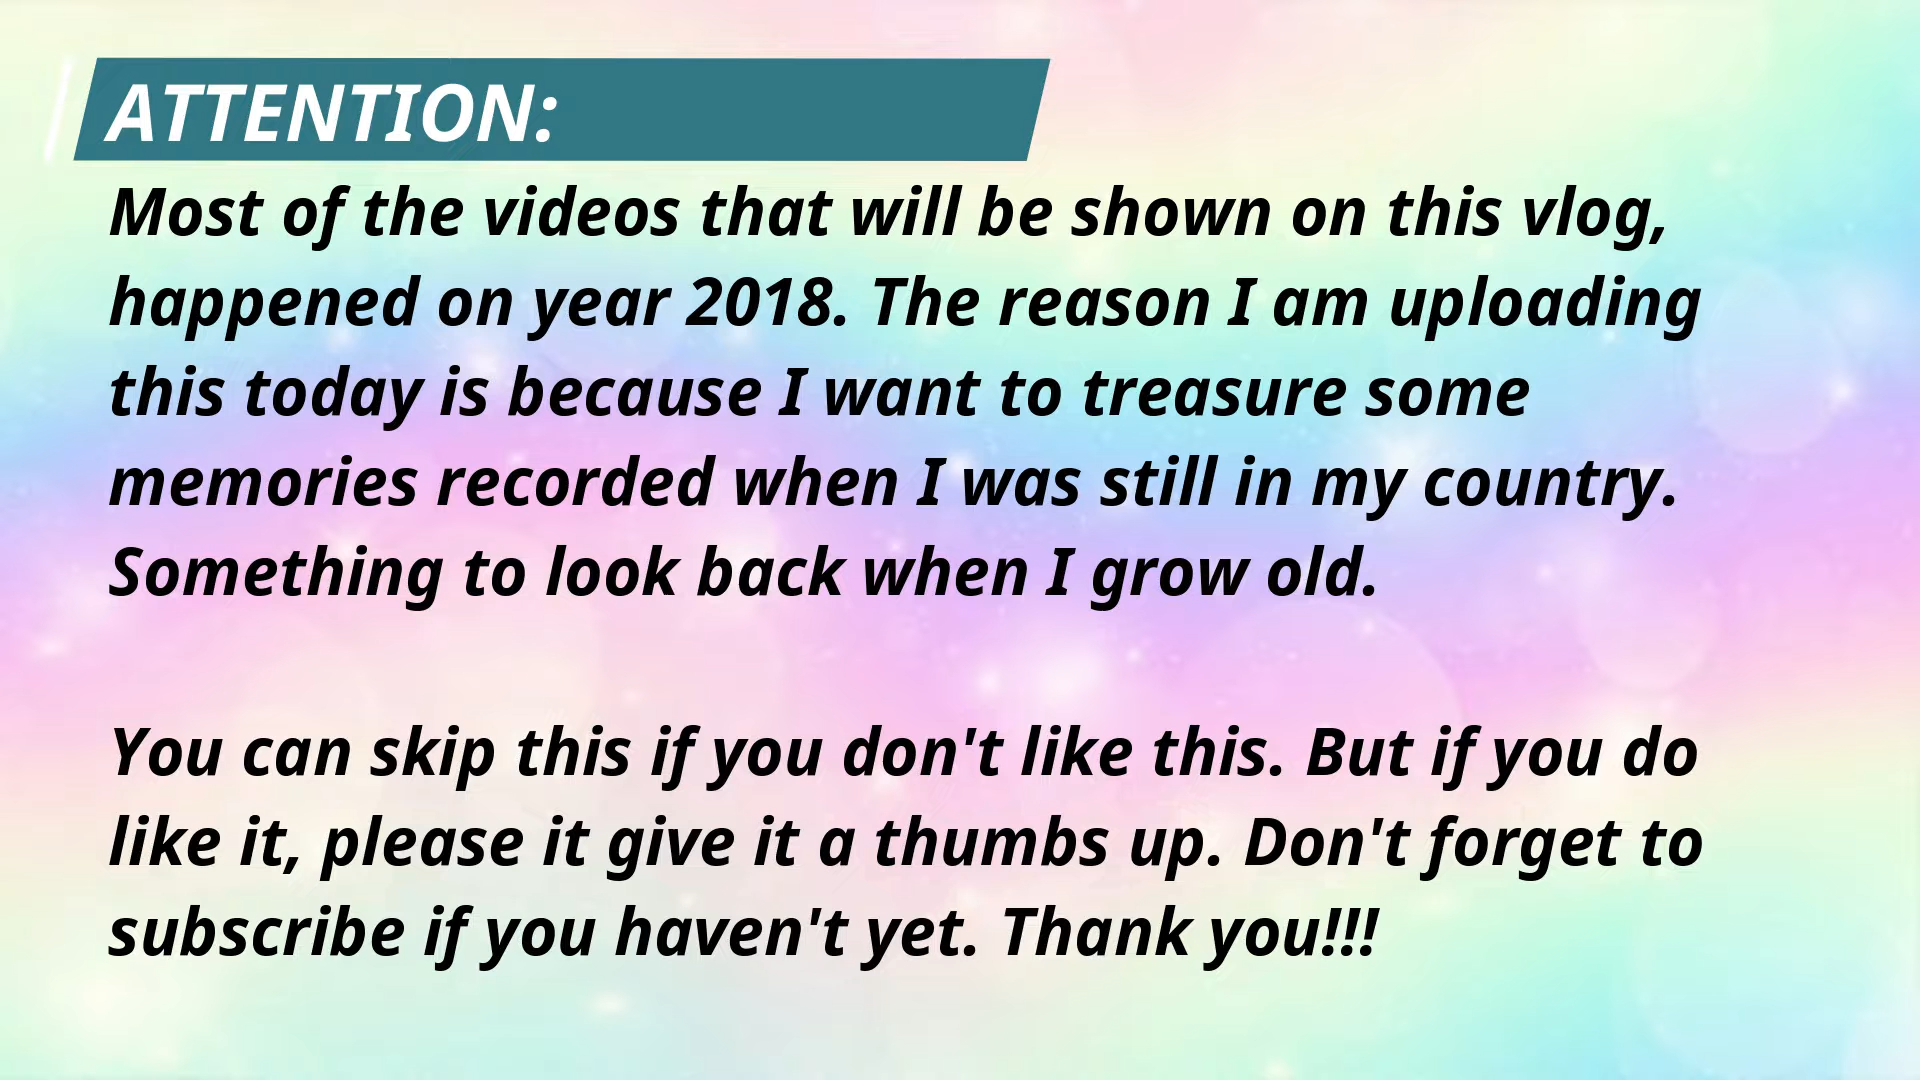 ATTENTION:
Most of the videos that will be shown on this vlog,
happened on year 2018. The reason I am uploading
this today is because I want to treasure some
memories recorded when I was still in my country.
Something to look back when I grow old.
You can skip this if you don't like this. But if you do
like it, please it give it a thumbs up. Don't forget to
subscribe if you haven't yet. Thank you!!!